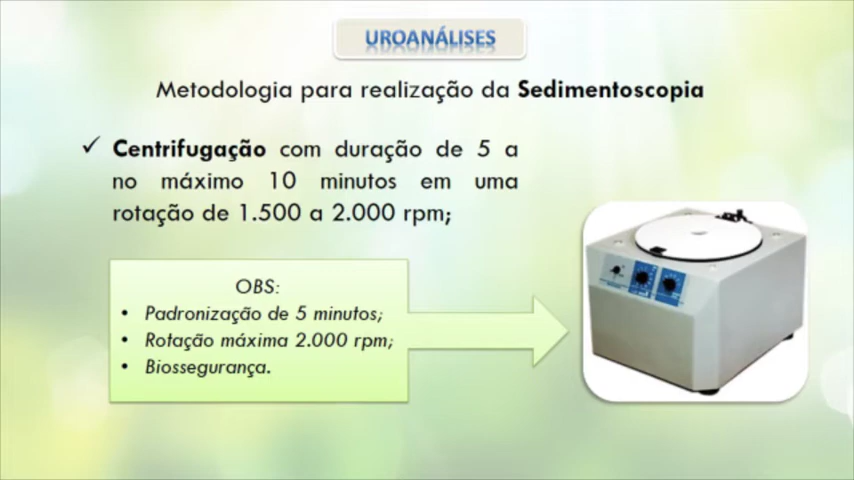 UROANÁLISES
Metodologia para realização da Sedimentoscopia
✓ Centrifugação com duração de 5 a
no máximo 10 minutos em uma
rotação de 1.500 a 2.000 rpm;
OBS:
• Padronização de 5 minutos;
• Rotação máxima 2.000 rpm;
• Biossegurança.